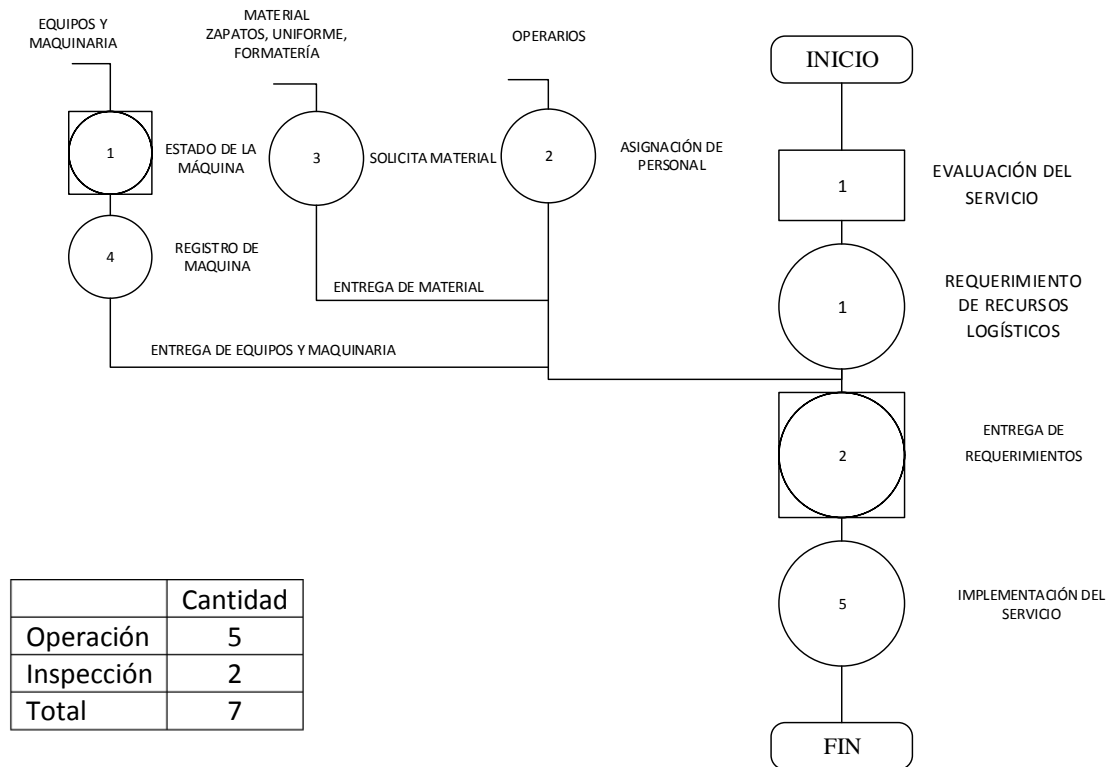 EQUIPOS Y
MAQUINARIA
MATERIAL
ZAPATOS, UNIFORME,
FORMATERÍA
OPERARIOS
INICIO
1
ESTADO DE LA
MÁQUINA
3
SOLICITA MATERIAL
2
ASIGNACIÓN DE
PERSONAL
1
EVALUACIÓN DEL
SERVICIO
4
REGISTRO DE
MAQUINA
ENTREGA DE MATERIAL
1
REQUERIMIENTO
DE RECURSOS
LOGÍSTICOS
ENTREGA DE EQUIPOS Y MAQUINARIA
2
ENTREGA DE
REQUERIMIENTOS
5
IMPLEMENTACIÓN DEL
SERVICIO
FIN
Cantidad
Operación 5
Inspección 2
Total 7